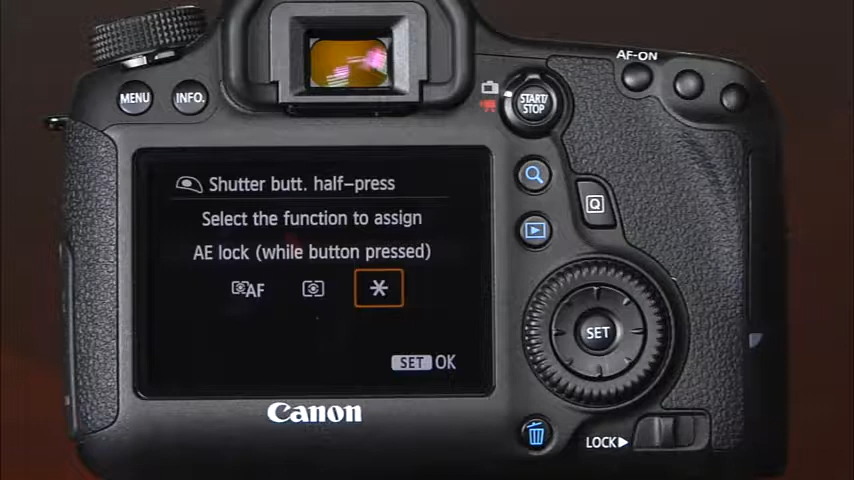 AF-ON
MENU
INFO.
START/
STOP
Shutter butt. half-press
Select the function to assign
AE lock (while button pressed)
AF
Q
SET OK
SET
Canon
LOCK▶